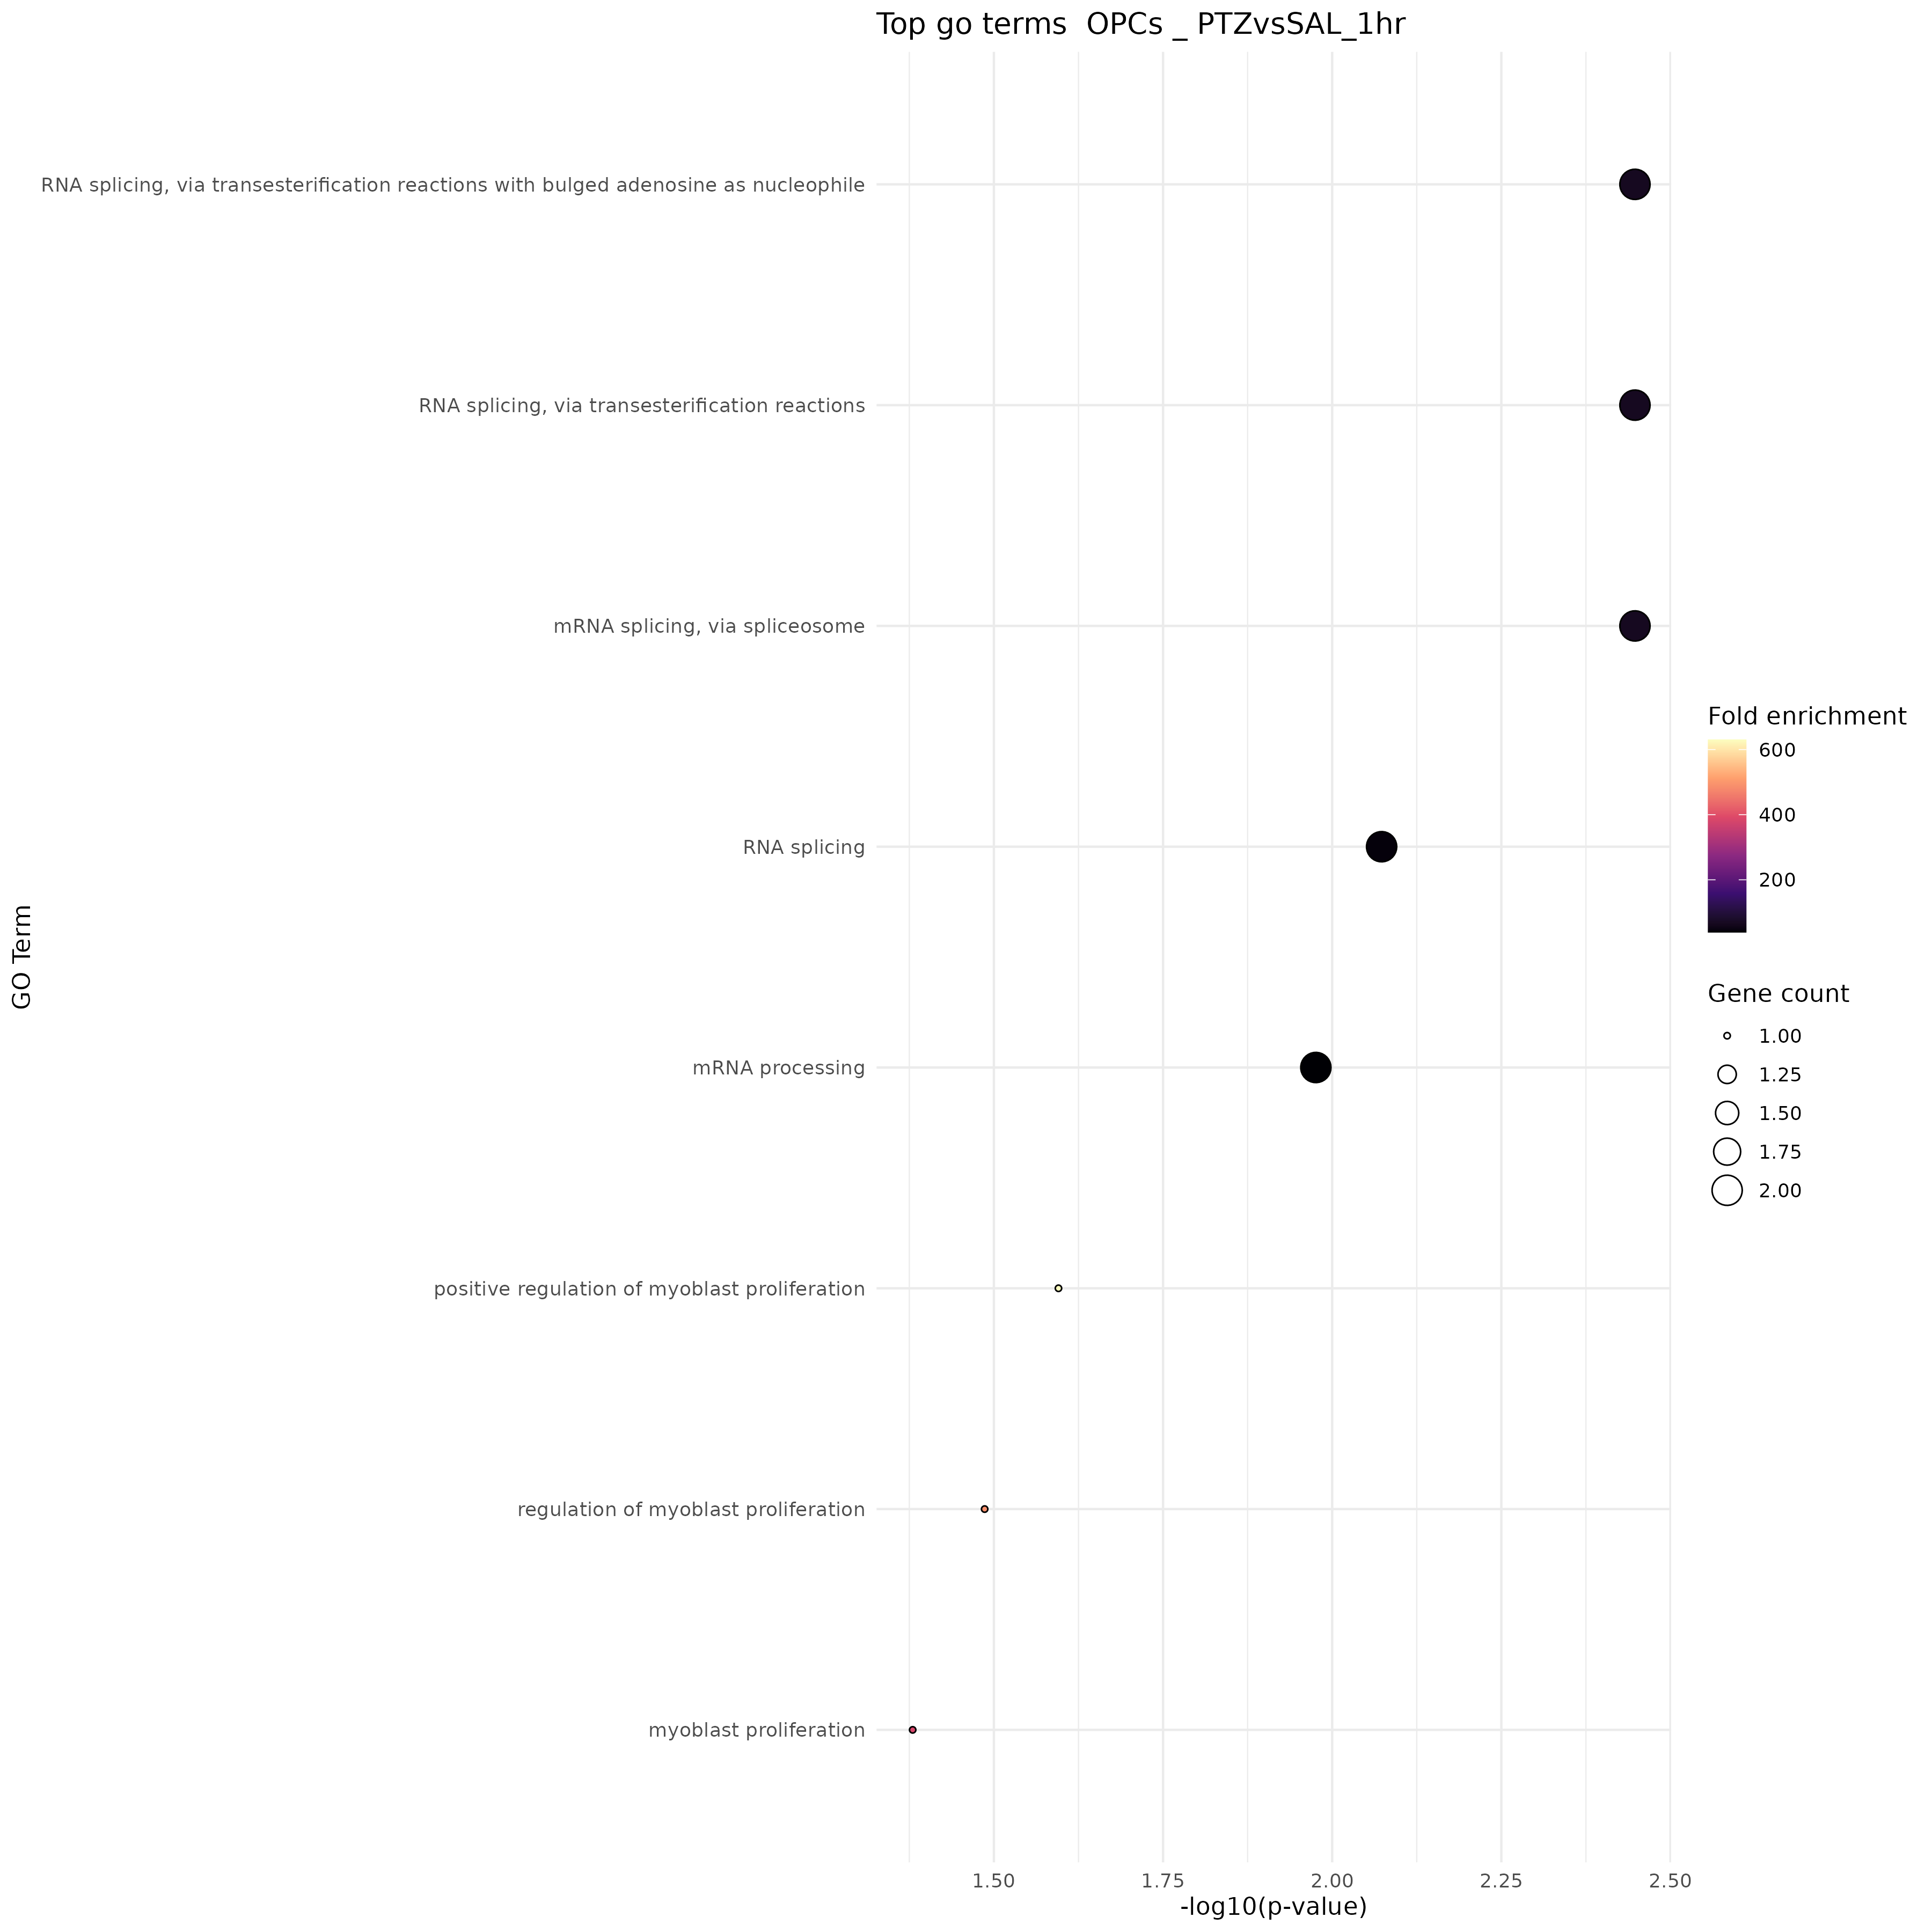 Top go terms  OPCs _ PTZvsSAL_1hr
RNA splicing, via transesterification reactions with bulged adenosine as nucleophile
RNA splicing, via transesterification reactions
mRNA splicing, via spliceosome
RNA splicing
mRNA processing
positive regulation of myoblast proliferation
regulation of myoblast proliferation
myoblast proliferation
GO Term
1.50
1.75
2.00
2.25
2.50
-log10(p-value)
Fold enrichment
600
400
200
Gene count
1.00
1.25
1.50
1.75
2.00